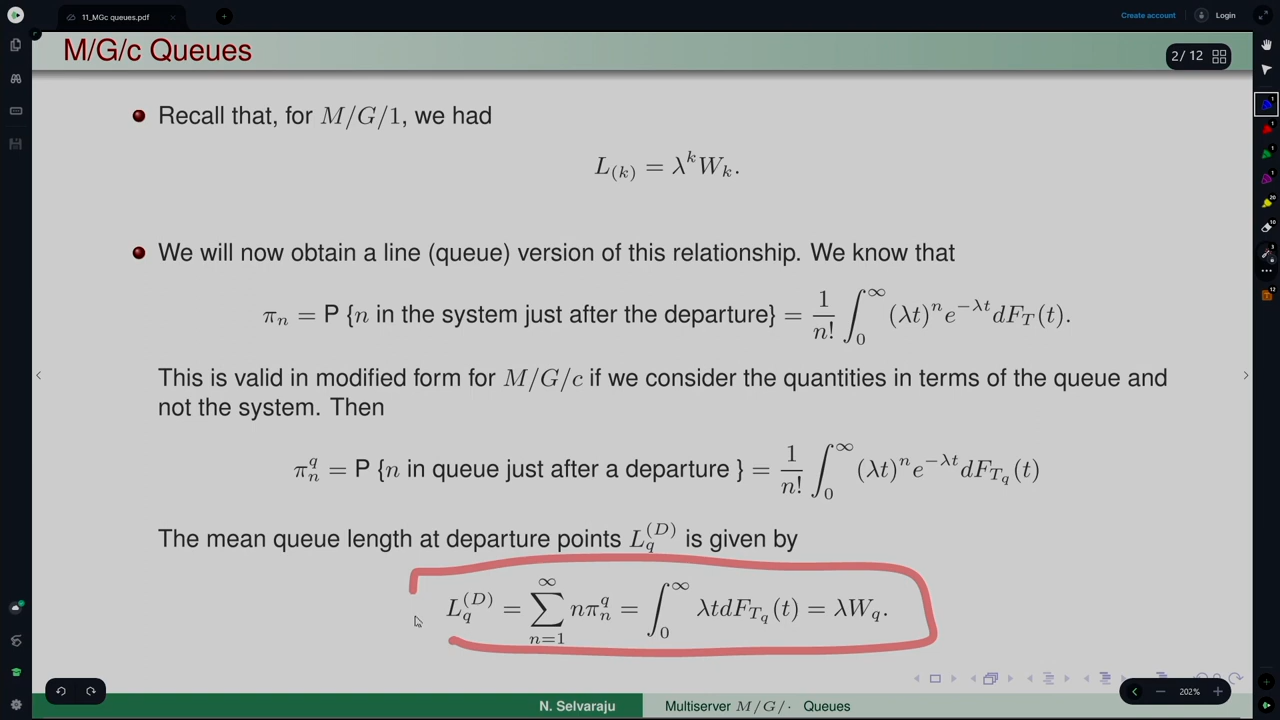 11_MGc queues.pdf
Create account
Login
M/G/c Queues
2 / 12
Recall that, for M/G/1, we had
L_{(k)} = λ^k W_k.
We will now obtain a line (queue) version of this relationship. We know that
π_n = P {n in the system just after the departure} = \frac{1}{n!} ∫_0^∞ (λt)^n e^{-λt} dF_T(t).
This is valid in modified form for M/G/c if we consider the quantities in terms of the queue and
not the system. Then
π_n^q = P {n in queue just after a departure } = \frac{1}{n!} ∫_0^∞ (λt)^n e^{-λt} dF_{T_q}(t)
The mean queue length at departure points L_q^{(D)} is given by
L_q^{(D)} = ∑_{n=1}^∞ nπ_n^q = ∫_0^∞ λtdF_{T_q}(t) = λW_q.
N. Selvaraju
Multiserver M/G/· Queues
202%